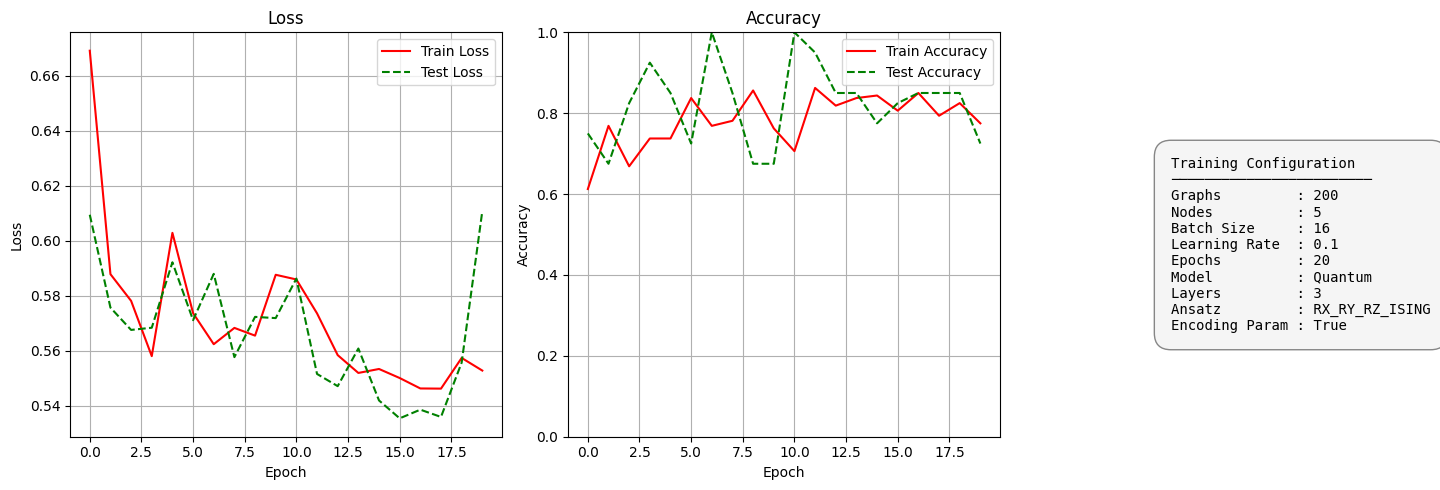 Loss
Train Loss
Test Loss
0.66
0.64
0.62
0.60
0.58
0.56
0.54
Loss
0.0 2.5 5.0 7.5 10.0 12.5 15.0 17.5
Epoch
Accuracy
Train Accuracy
Test Accuracy
1.0
0.8
0.6
0.4
0.2
0.0
Accuracy
0.0 2.5 5.0 7.5 10.0 12.5 15.0 17.5
Epoch
Training Configuration
Graphs : 200
Nodes : 5
Batch Size : 16
Learning Rate : 0.1
Epochs : 20
Model : Quantum
Layers : 3
Ansatz : RX_RY_RZ_ISING
Encoding Param : True